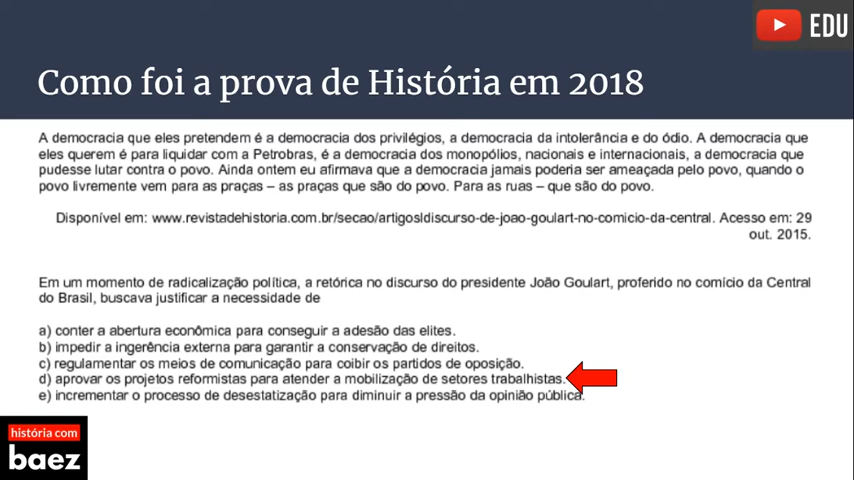 EDU
Como foi a prova de História em 2018
A democracia que eles pretendem é a democracia dos privilégios, a democracia da intolerância e do ódio. A democracia que
eles querem é para liquidar com a Petrobras, é a democracia dos monopólios, nacionais e internacionais, a democracia que
pudesse lutar contra o povo. Ainda ontem eu afirmava que a democracia jamais poderia ser ameaçada pelo povo, quando o
povo livremente vem para as praças – as praças que são do povo. Para as ruas – que são do povo.
Disponível em: www.revistadehistoria.com.br/secao/artigosldiscurso-de-joao-goulart-no-comicio-da-central. Acesso em: 29
out. 2015.
Em um momento de radicalização política, a retórica no discurso do presidente João Goulart, proferido no comício da Central
do Brasil, buscava justificar a necessidade de
a) conter a abertura econômica para conseguir a adesão das elites.
b) impedir a ingerência externa para garantir a conservação de direitos.
c) regulamentar os meios de comunicação para coibir os partidos de oposição.
d) aprovar os projetos reformistas para atender a mobilização de setores trabalhistas.
e) incrementar o processo de desestatização para diminuir a pressão da opinião pública.
história com
baez